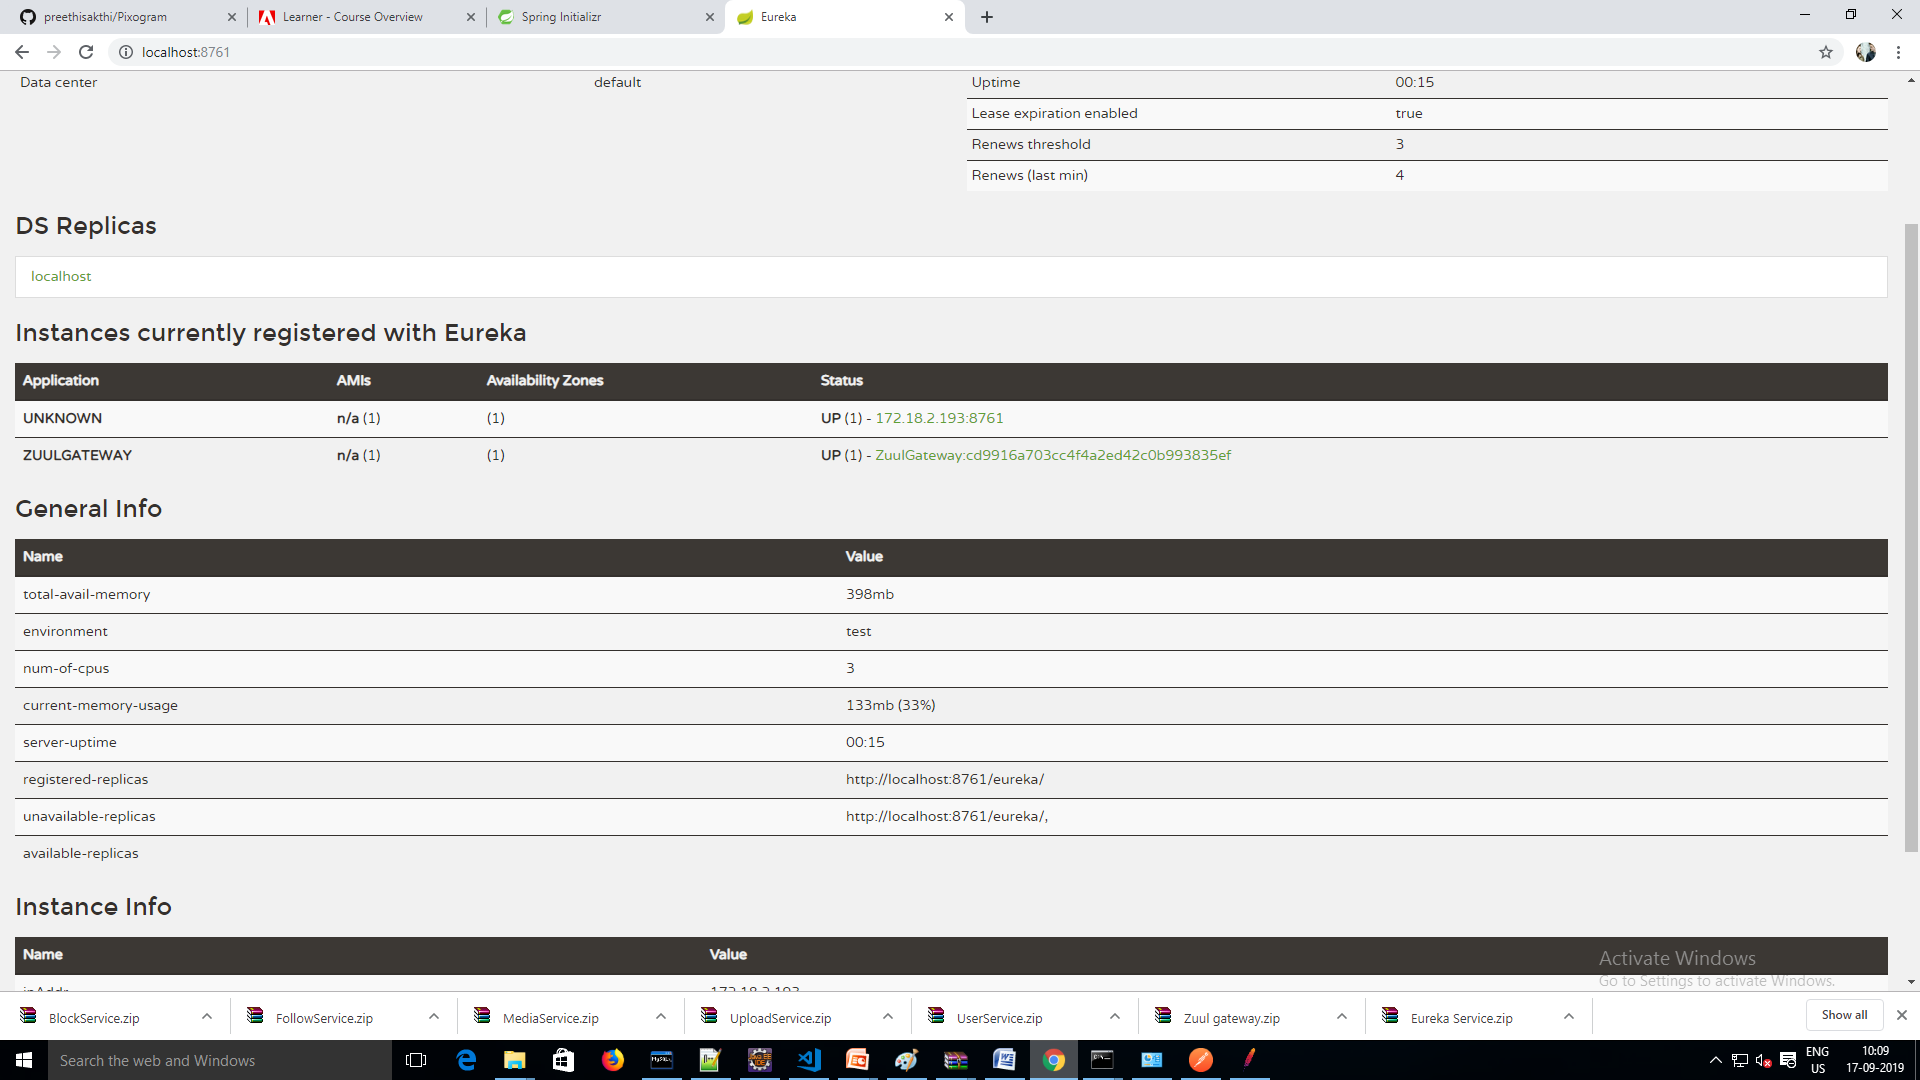 preethisakthi/Pixogram
Learner - Course Overview
Spring Initializr
Eureka
localhost:8761
Data center default
Uptime 00:15
Lease expiration enabled true
Renews threshold 3
Renews (last min) 4
DS Replicas
localhost
Instances currently registered with Eureka
Application AMIs Availability Zones Status
UNKNOWN n/a (1) (1) UP (1) - 172.18.2.193:8761
ZUULGATEWAY n/a (1) (1) UP (1) - ZuulGateway:cd9916a703cc4f4a2ed42c0b993835ef
General Info
Name Value
total-avail-memory 398mb
environment test
num-of-cpus 3
current-memory-usage 133mb (33%)
server-uptime 00:15
registered-replicas http://localhost:8761/eureka/
unavailable-replicas http://localhost:8761/eureka/,
available-replicas
Instance Info
Name Value
ipAddr 172.18.2.193
Activate Windows
Go to Settings to activate Windows.
BlockService.zip
FollowService.zip
MediaService.zip
UploadService.zip
UserService.zip
Zuul gateway.zip
Eureka Service.zip
Show all
Search the web and Windows
ENG
US
10:09
17-09-2019